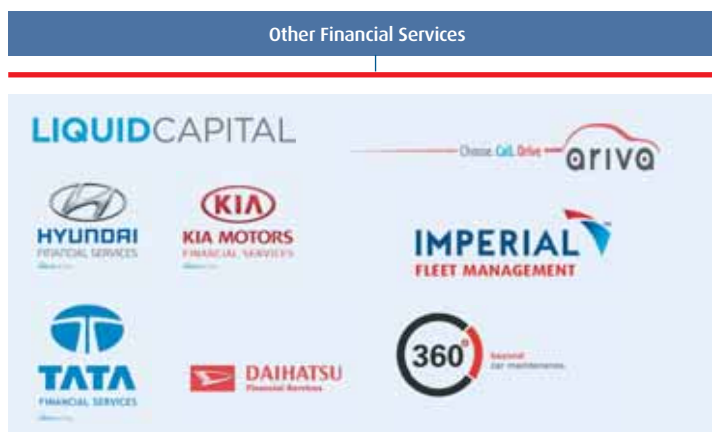 Other Financial Services
LIQUIDCAPITAL
Choose. Call. Drive
ariva
HYUNDAI
FINANCIAL SERVICES
KIA
KIA MOTORS
FINANCIAL SERVICES
IMPERIAL
FLEET MANAGEMENT
TATA
FINANCIAL SERVICES
DAIHATSU
Financial Services
360°
beyond
car maintenance.